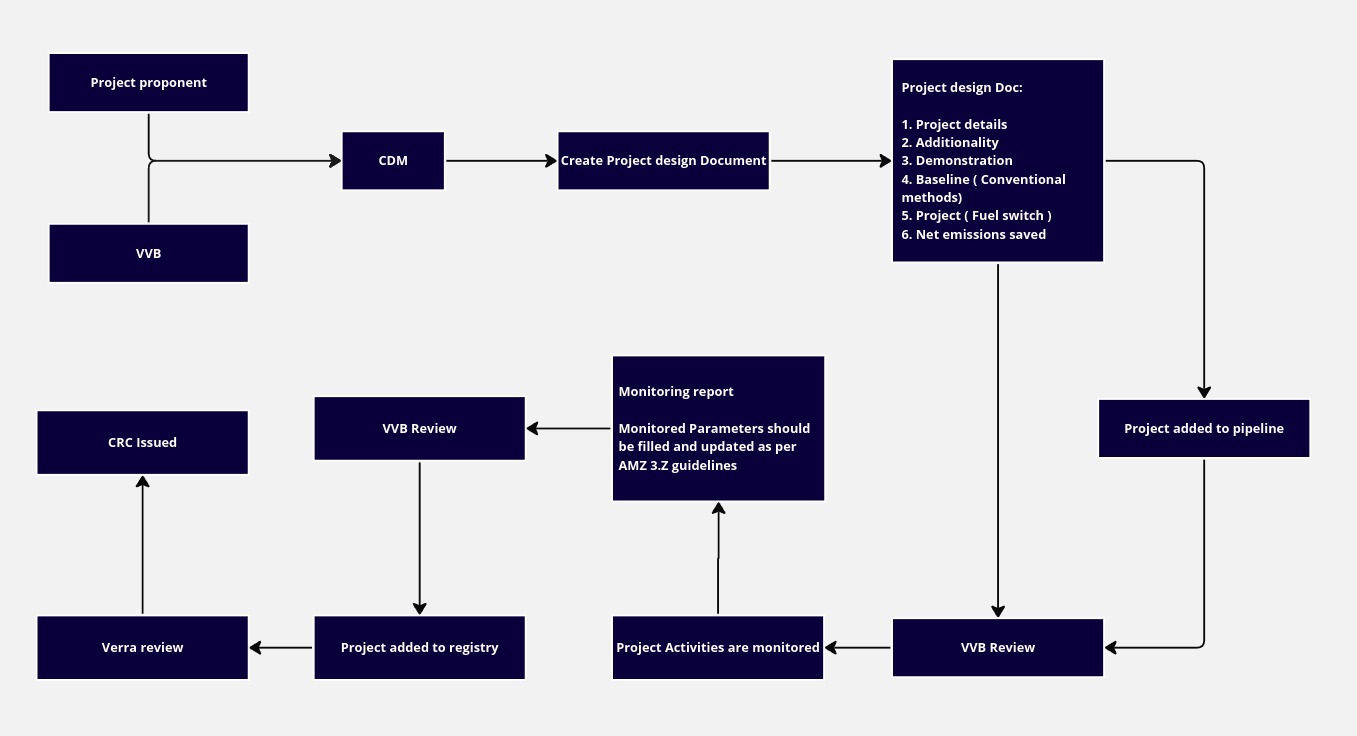 Project proponent
VVB
CDM
Create Project design Document
Project design Doc:
1. Project details
2. Additionality
3. Demonstration
4. Baseline ( Conventional
methods)
5. Project ( Fuel switch )
6. Net emissions saved
Project added to pipeline
VVB Review
Project Activities are monitored
Monitoring report
Monitored Parameters should
be filled and updated as per
AMZ 3.Z guidelines
VVB Review
Project added to registry
Verra review
CRC Issued